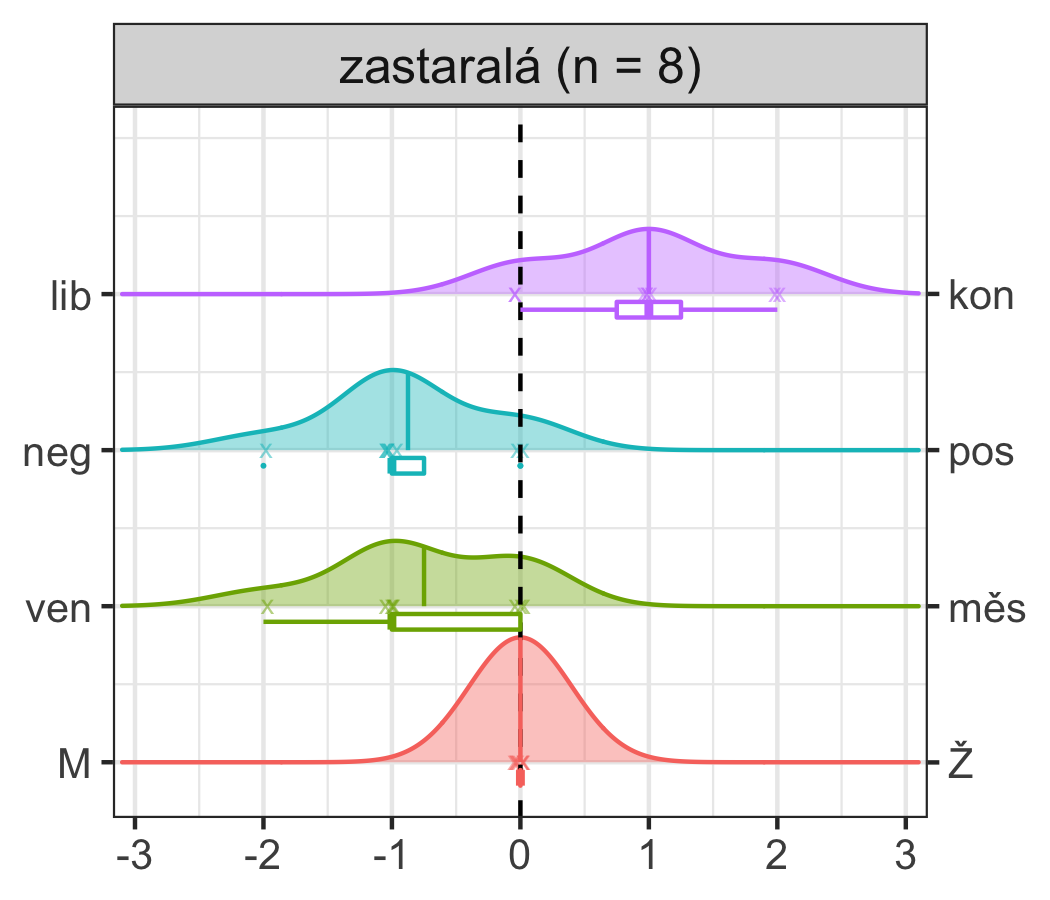 zastaralá (n = 8)
lib kon
neg pos
ven měs
M Ž
-3 -2 -1 0 1 2 3